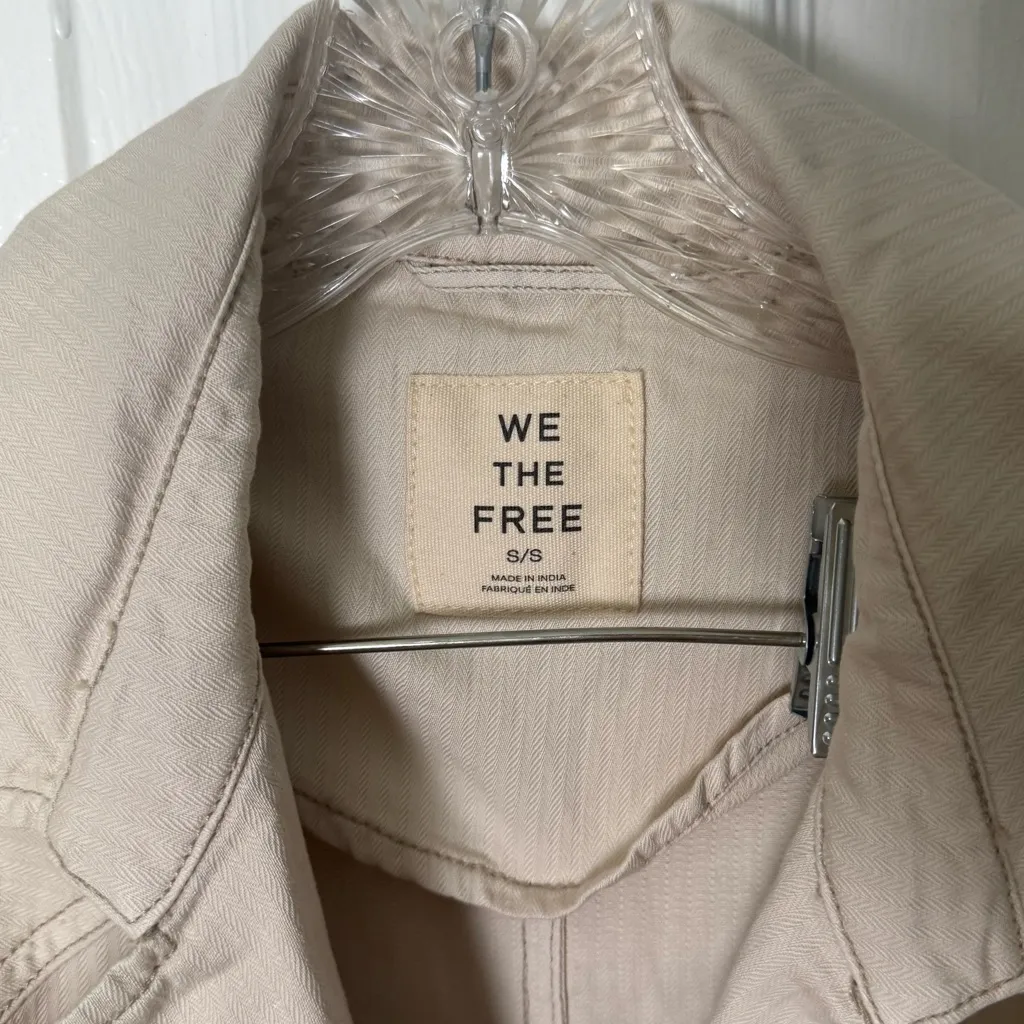 WE
THE
FREE
S/S
MADE IN INDIA
FABRIQUÉ EN INDE